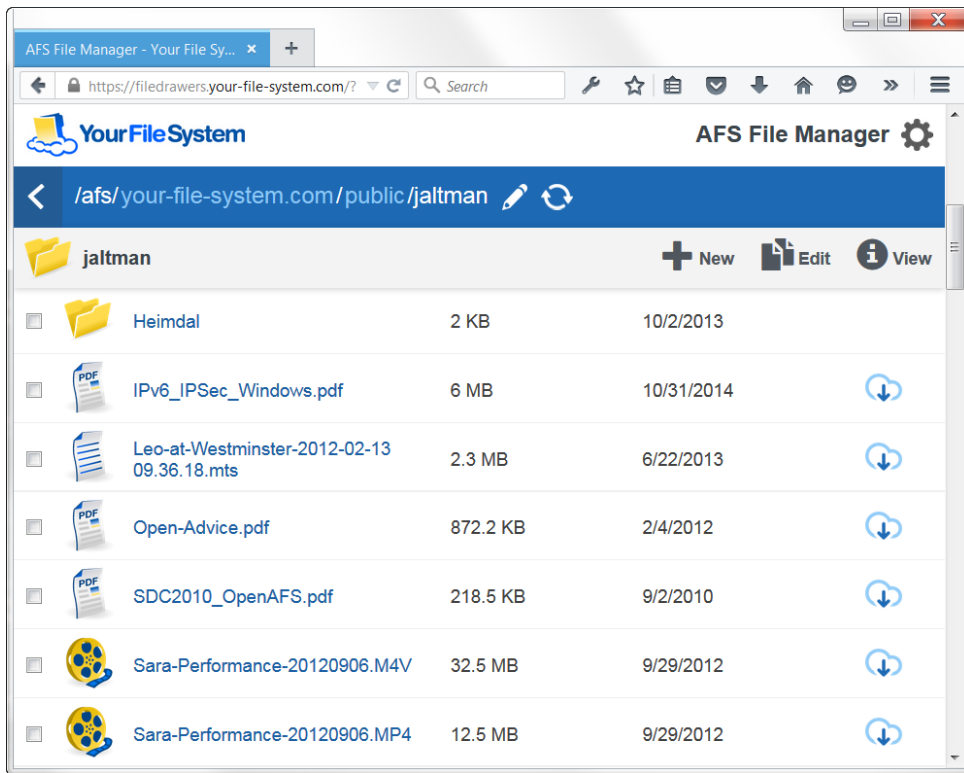 AFS File Manager - Your File Sy...
https://filedrawers.your-file-system.com/?
Search
YourFileSystem
AFS File Manager
/afs/your-file-system.com/public/jaltman
jaltman
New
Edit
View
Heimdal 2 KB 10/2/2013
PDF
IPv6_IPSec_Windows.pdf 6 MB 10/31/2014
Leo-at-Westminster-2012-02-13
09.36.18.mts
2.3 MB 6/22/2013
PDF
Open-Advice.pdf 872.2 KB 2/4/2012
PDF
SDC2010_OpenAFS.pdf 218.5 KB 9/2/2010
Sara-Performance-20120906.M4V 32.5 MB 9/29/2012
Sara-Performance-20120906.MP4 12.5 MB 9/29/2012